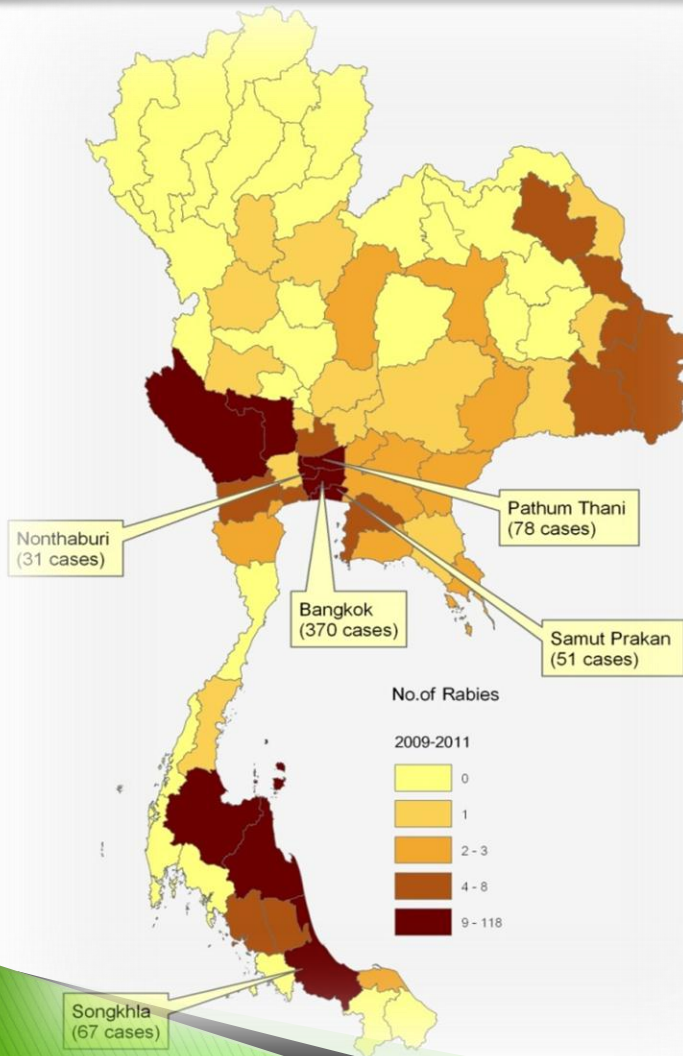 Pathum Thani
(78 cases)
Nonthaburi
(31 cases)
Bangkok
(370 cases)
Samut Prakan
(51 cases)
No.of Rabies
2009-2011
0
1
2 - 3
4 - 8
9 - 118
Songkhla
(67 cases)